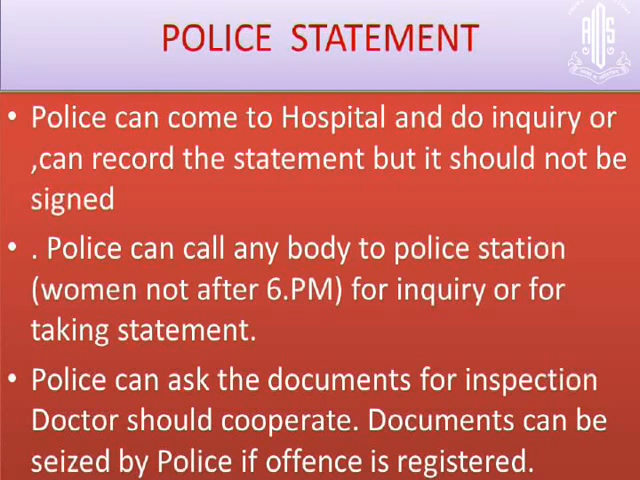 POLICE STATEMENT
• Police can come to Hospital and do inquiry or
,can record the statement but it should not be
signed
• . Police can call any body to police station
(women not after 6.PM) for inquiry or for
taking statement.
• Police can ask the documents for inspection
Doctor should cooperate. Documents can be
seized by Police if offence is registered.